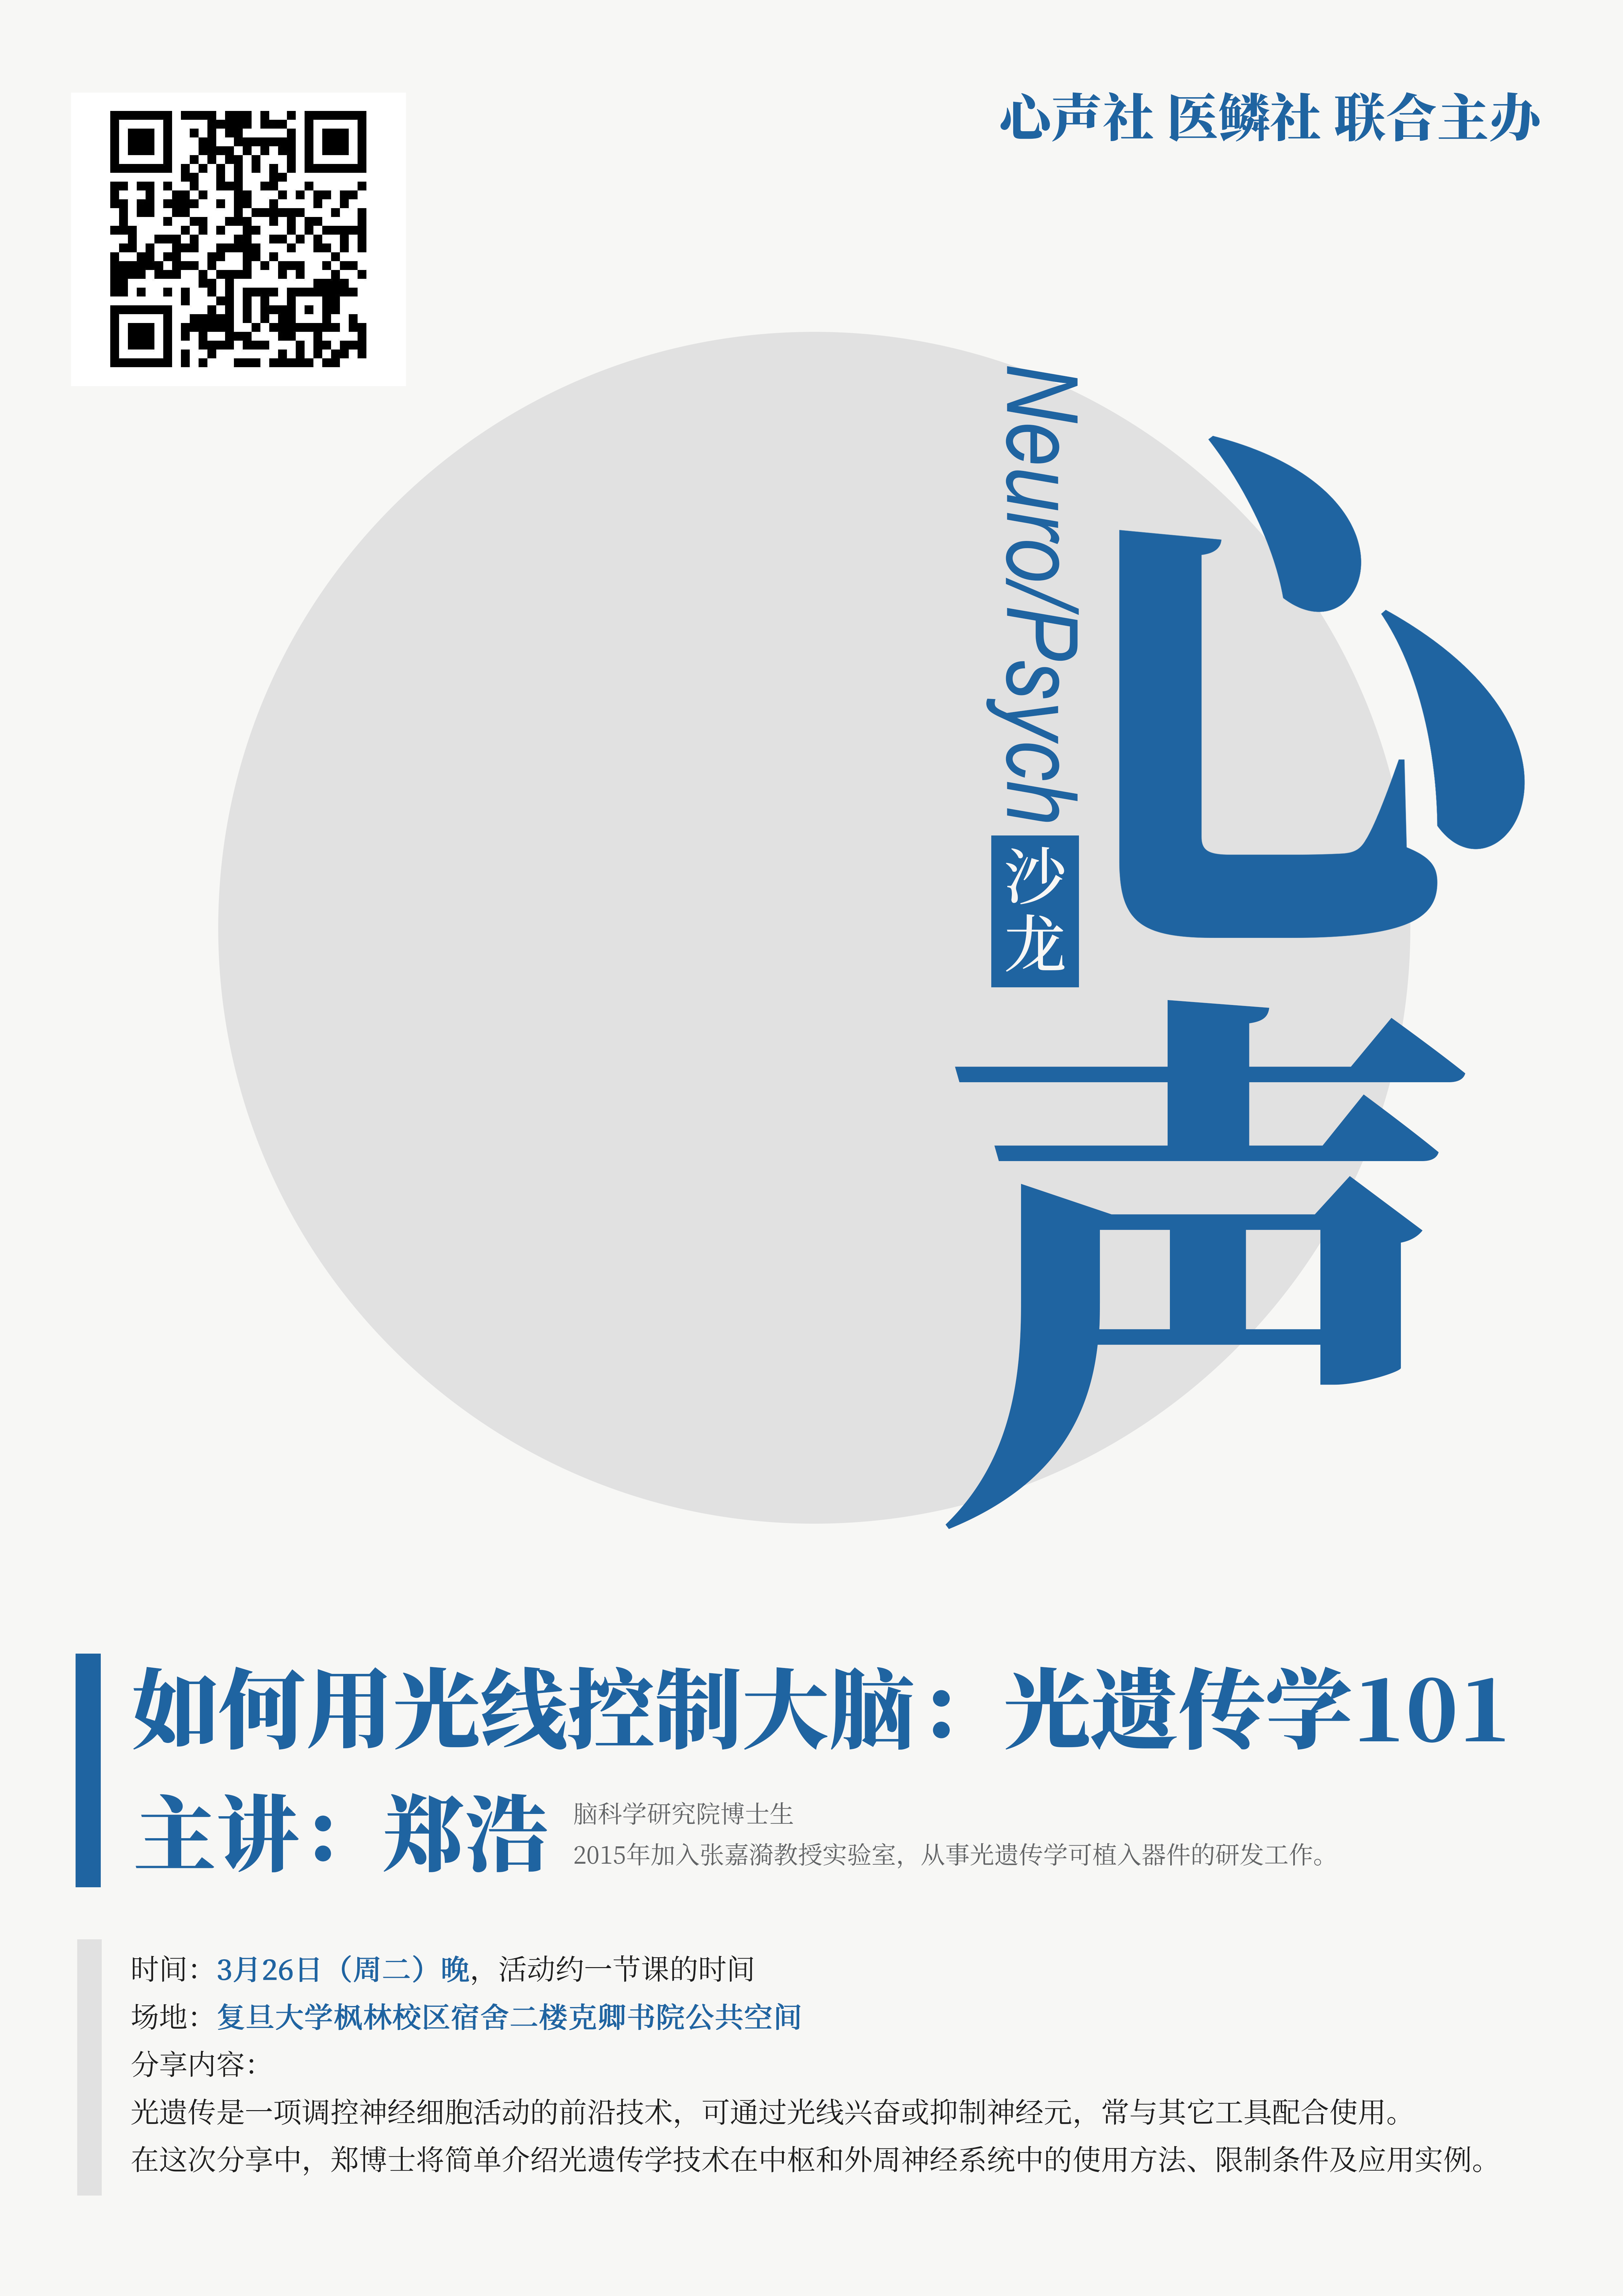 心声社 医鳞社 联合主办
Neuro/Psych
沙龙
心声
如何用光线控制大脑：光遗传学101
主讲：郑浩
脑科学研究院博士生
2015年加入张嘉漪教授实验室，从事光遗传学可植入器件的研发工作。
时间：3月26日（周二）晚，活动约一节课的时间
场地：复旦大学枫林校区宿舍二楼克卿书院公共空间
分享内容：
光遗传是一项调控神经细胞活动的前沿技术，可通过光线兴奋或抑制神经元，常与其它工具配合使用。
在这次分享中，郑博士将简单介绍光遗传学技术在中枢和外周神经系统中的使用方法、限制条件及应用实例。